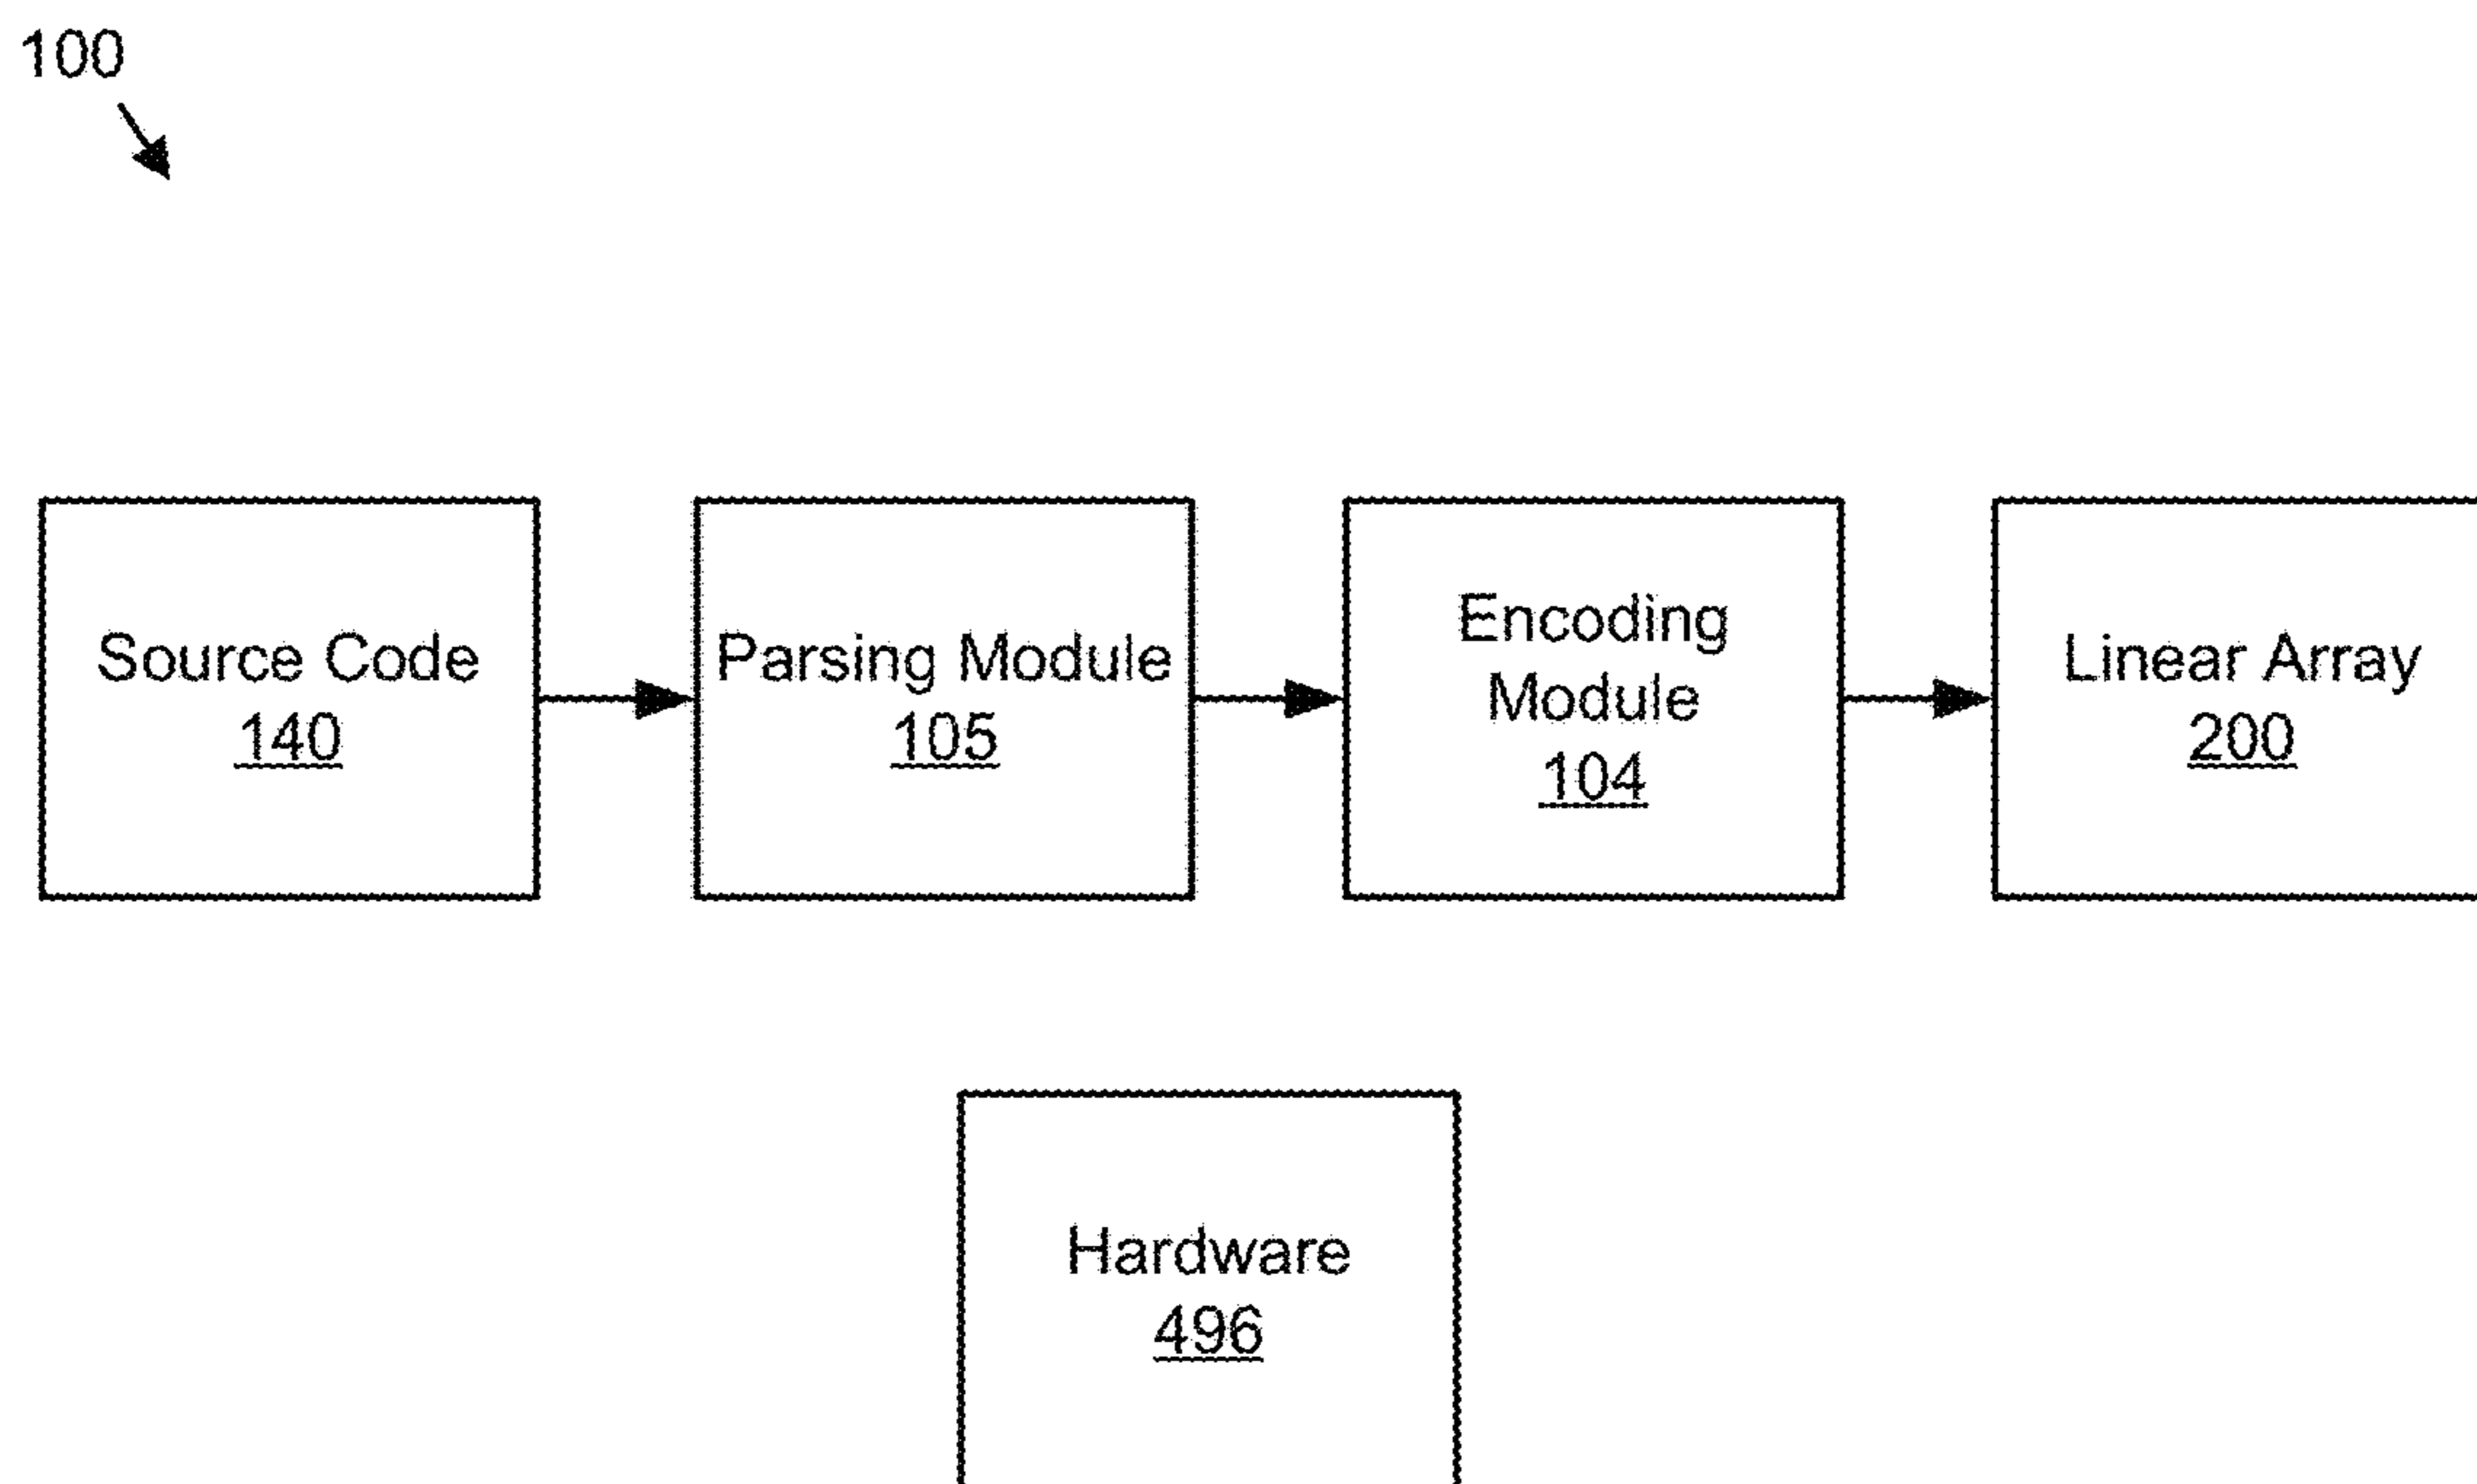 100
Source Code
140
Parsing Module
105
Encoding
Module
104
Linear Array
200
Hardware
496